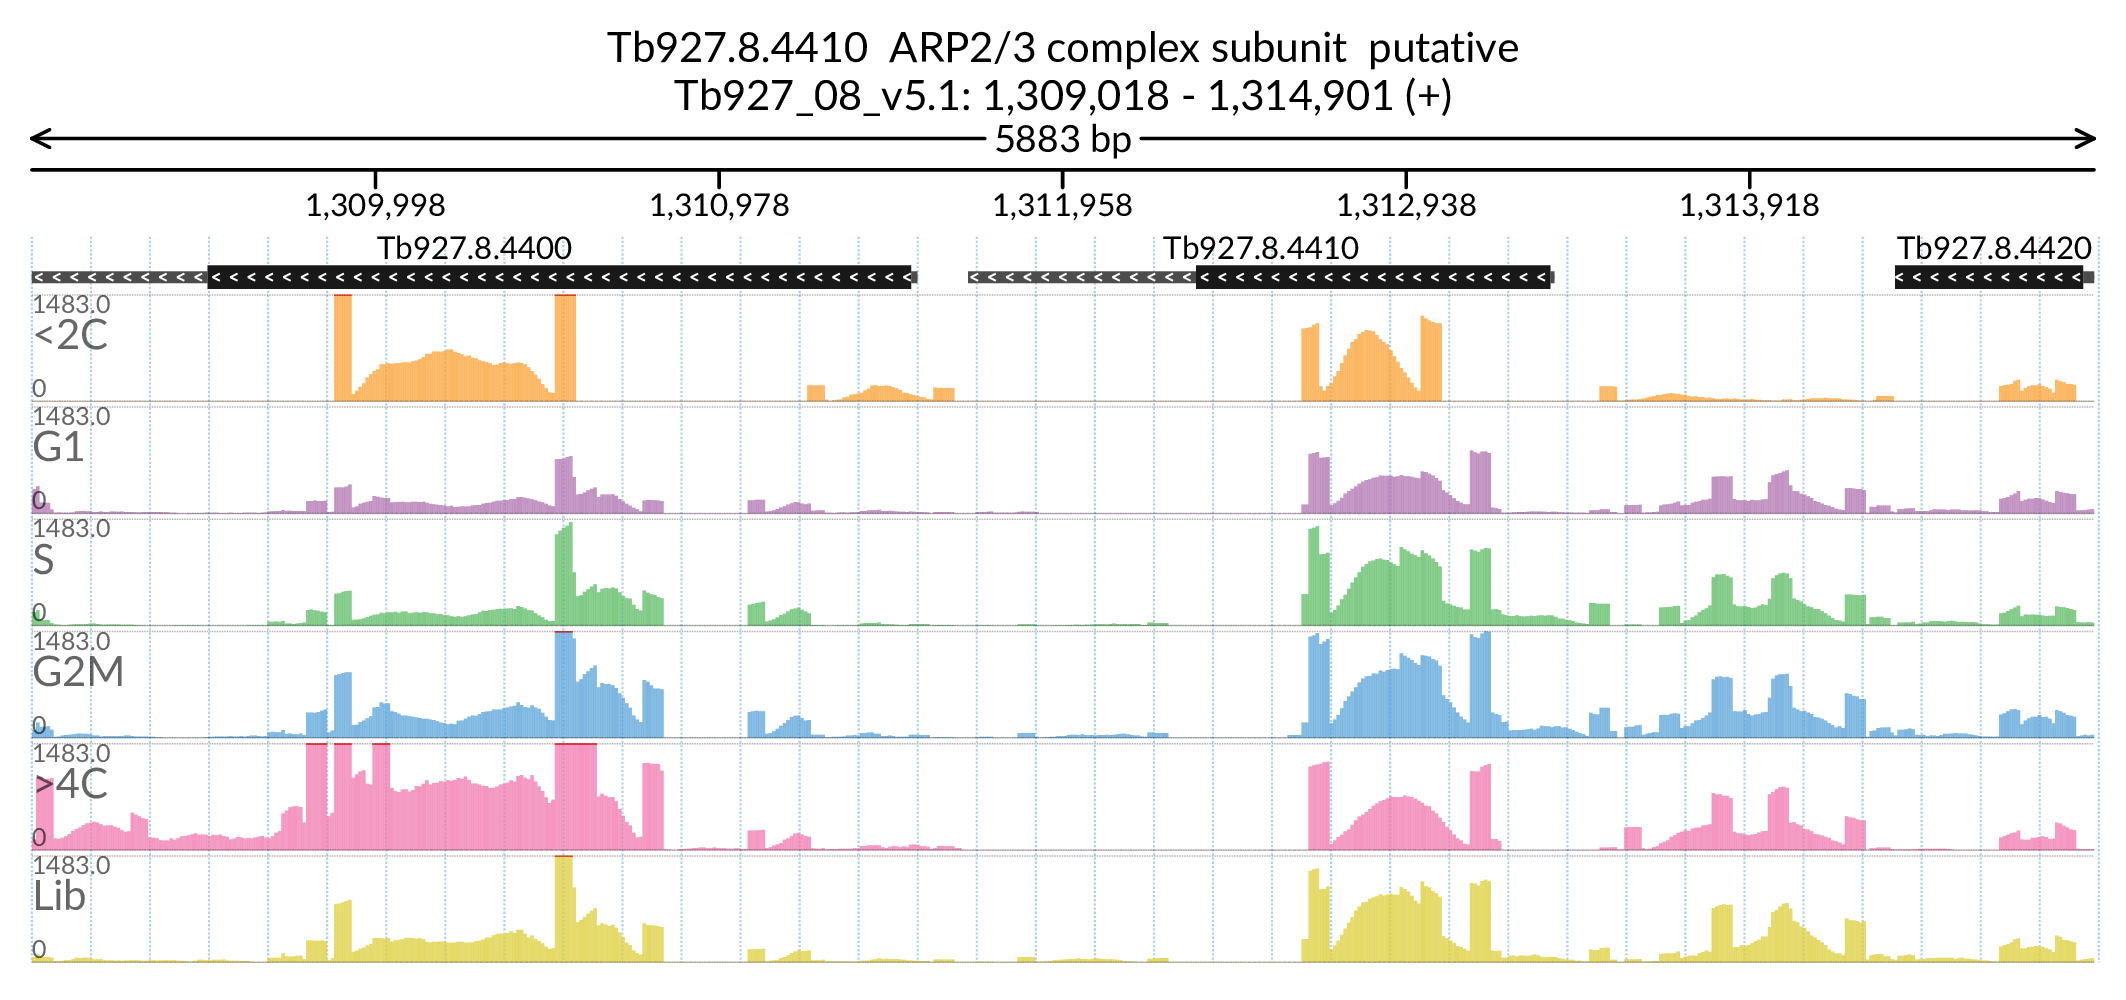 Tb927.8.4410  ARP2/3 complex subunit  putative
Tb927_08_v5.1: 1,309,018 - 1,314,901 (+)
5883 bp
1,309,998 1,310,978 1,311,958 1,312,938 1,313,918
Tb927.8.4400 Tb927.8.4410 Tb927.8.4420
1483.0
<2C
0
1483.0
G1
0
1483.0
S
0
1483.0
G2M
0
1483.0
>4C
0
1483.0
Lib
0